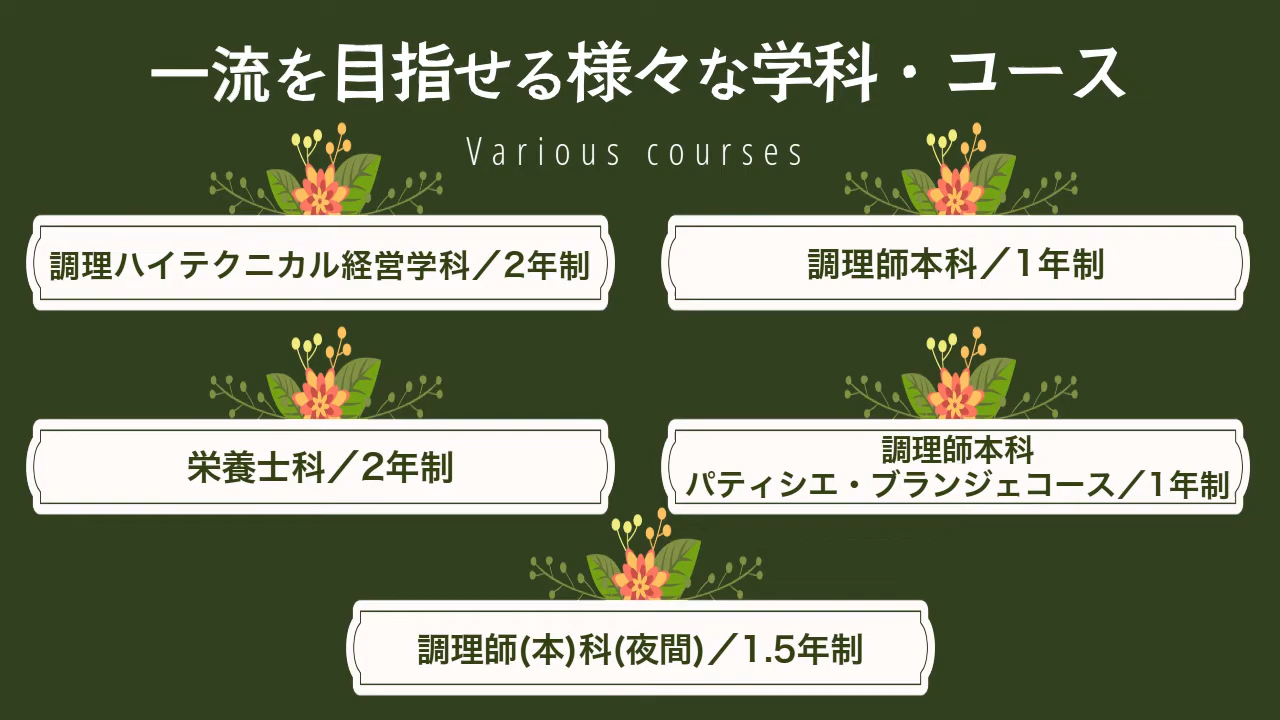 一流を目指せる様々な学科・コース
Various courses
調理ハイテクニカル経営学科／2年制
調理師本科／1年制
栄養士科／2年制
調理師本科
パティシエ・ブランジェコース／1年制
調理師(本)科(夜間)／1.5年制